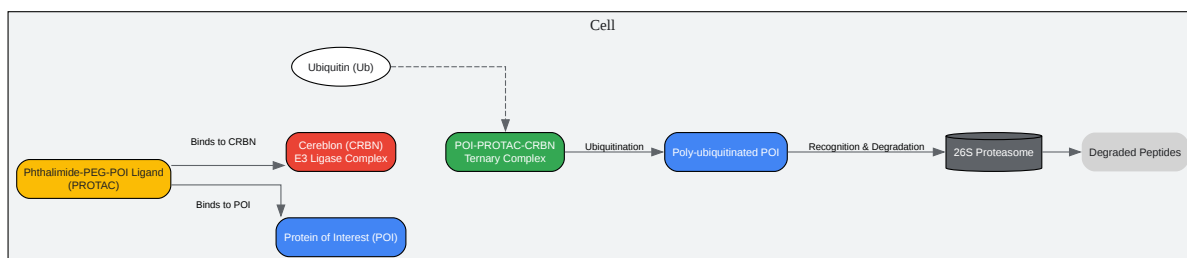 Cell
Ubiquitin (Ub)
Binds to CRBN
Cereblon (CRBN)
E3 Ligase Complex
POI-PROTAC-CRBN
Ternary Complex
Ubiquitination
Poly-ubiquitinated POI
Recognition & Degradation
26S Proteasome
Degraded Peptides
Phthalimide-PEG-POI Ligand
(PROTAC)
Binds to POI
Protein of Interest (POI)